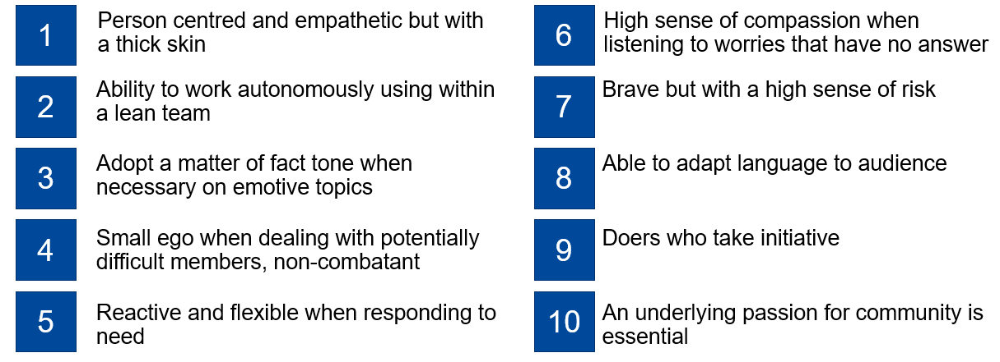 1
Person centred and empathetic but with
a thick skin
2
Ability to work autonomously using within
a lean team
3
Adopt a matter of fact tone when
necessary on emotive topics
4
Small ego when dealing with potentially
difficult members, non-combatant
5
Reactive and flexible when responding to
need
6
High sense of compassion when
listening to worries that have no answer
7
Brave but with a high sense of risk
8
Able to adapt language to audience
9
Doers who take initiative
10
An underlying passion for community is
essential